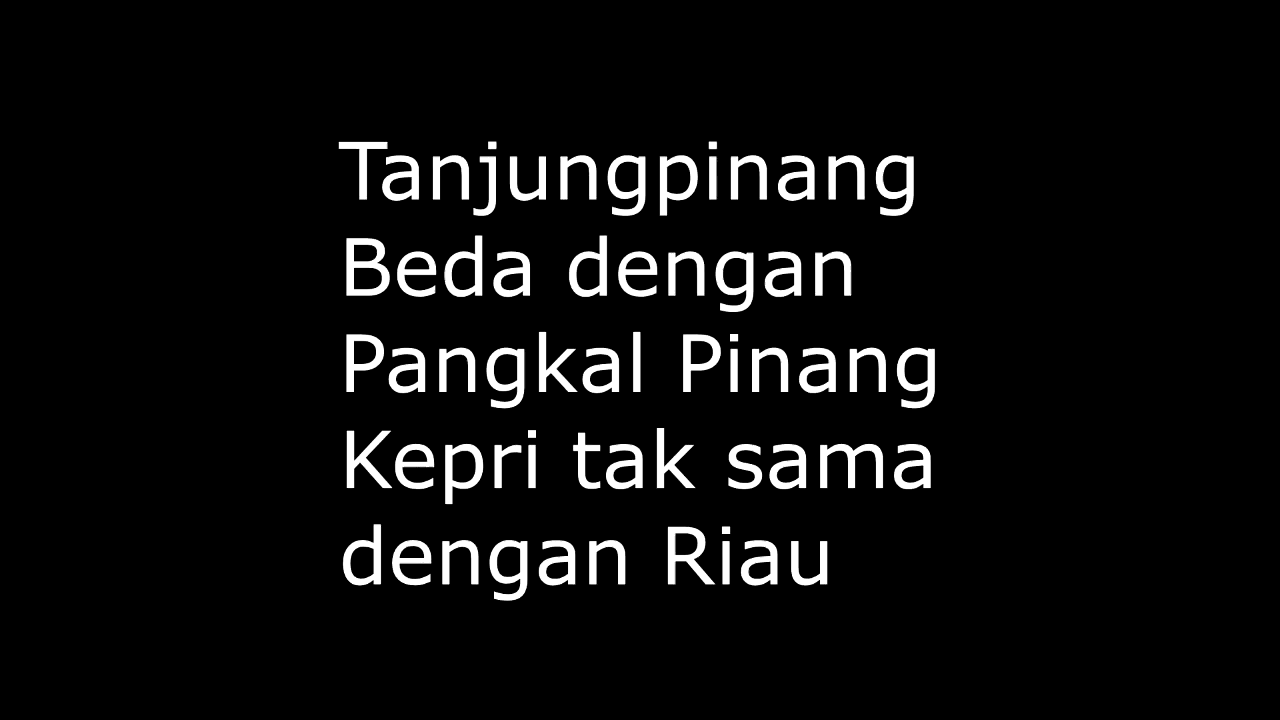 Tanjungpinang
Beda dengan
Pangkal Pinang
Kepri tak sama
dengan Riau